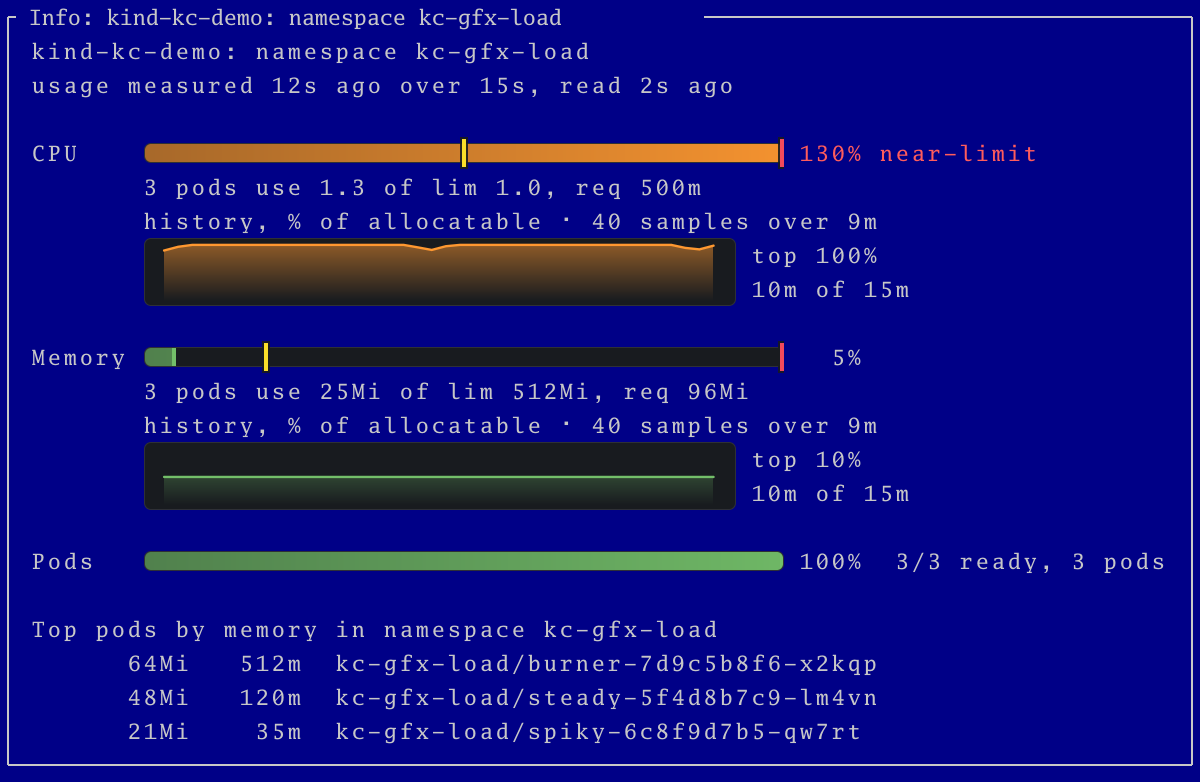 Info: kind-kc-demo: namespace kc-gfx-load
kind-kc-demo: namespace kc-gfx-load
usage measured 12s ago over 15s, read 2s ago
CPU 130% near-limit
3 pods use 1.3 of lim 1.0, req 500m
history, % of allocatable · 40 samples over 9m
top 100%
10m of 15m
Memory 5%
3 pods use 25Mi of lim 512Mi, req 96Mi
history, % of allocatable · 40 samples over 9m
top 10%
10m of 15m
Pods 100% 3/3 ready, 3 pods
Top pods by memory in namespace kc-gfx-load
64Mi 512m kc-gfx-load/burner-7d9c5b8f6-x2kqp
48Mi 120m kc-gfx-load/steady-5f4d8b7c9-lm4vn
21Mi 35m kc-gfx-load/spiky-6c8f9d7b5-qw7rt